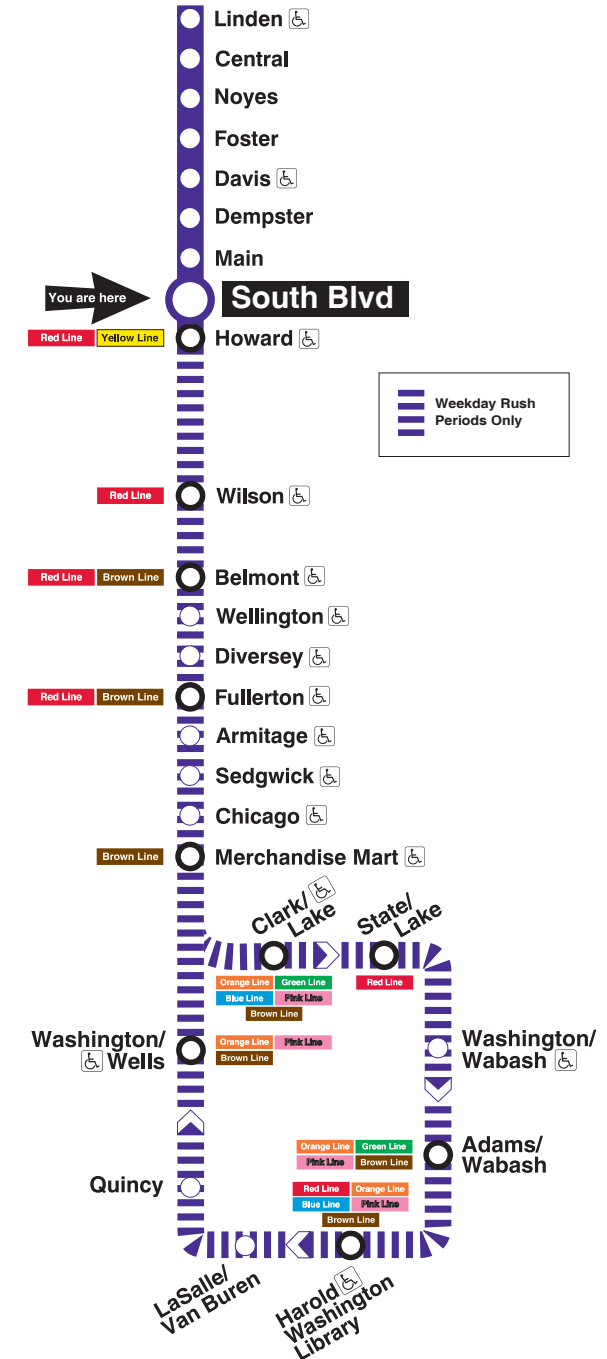 Linden
Central
Noyes
Foster
Davis
Dempster
Main
You are here
South Blvd
Red Line Yellow Line
Howard
Weekday Rush
Periods Only
Red Line
Wilson
Red Line Brown Line
Belmont
Wellington
Diversey
Red Line Brown Line
Fullerton
Armitage
Sedgwick
Chicago
Brown Line
Merchandise Mart
Clark/
Lake
State/
Lake
Orange Line Green Line
Blue Line Pink Line
Brown Line
Red Line
Washington/
Wells
Orange Line Pink Line
Brown Line
Washington/
Wabash
Orange Line Green Line
Pink Line Brown Line
Adams/
Wabash
Quincy
Red Line Orange Line
Blue Line Pink Line
Brown Line
LaSalle/
Van Buren
Harold
Washington
Library